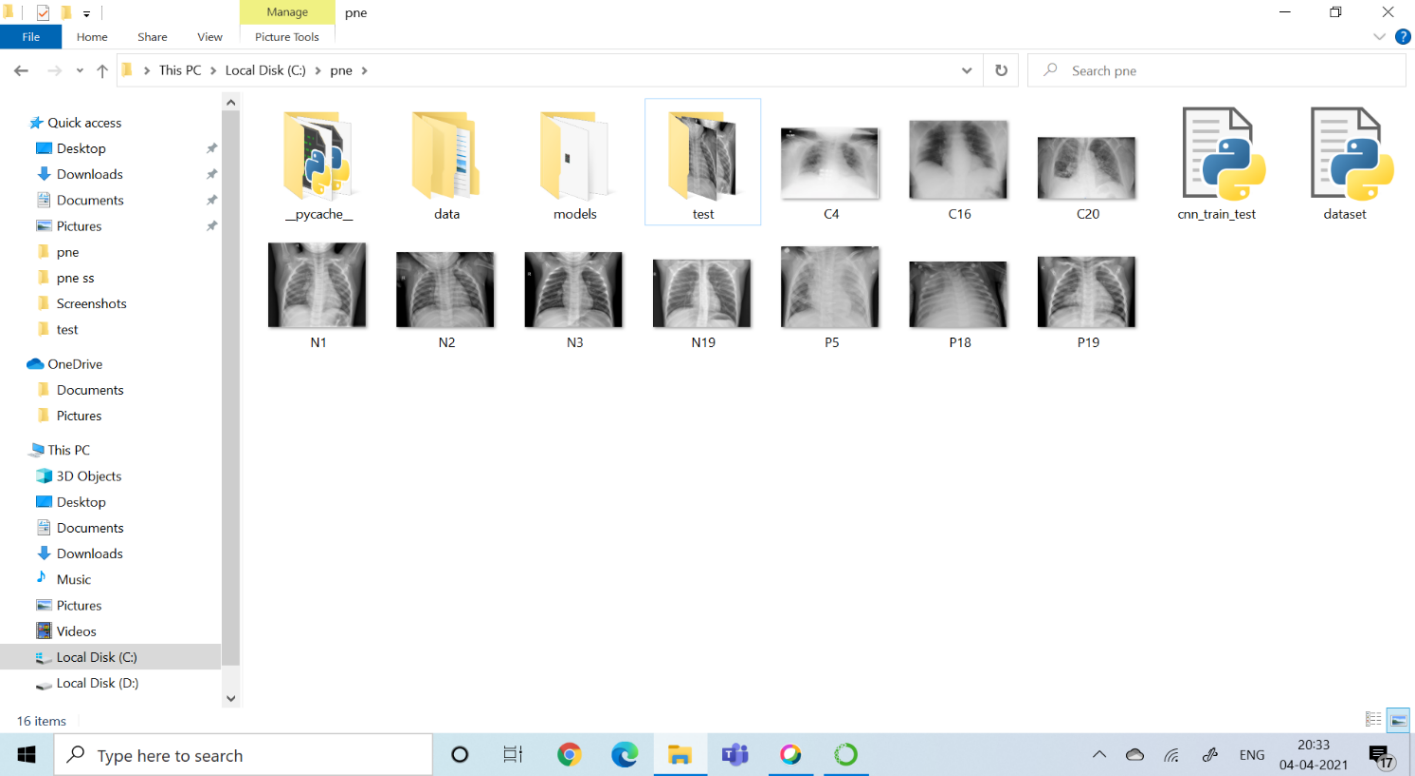 Manage
pne
File
Home
Share
View
Picture Tools
This PC
Local Disk (C:)
pne
Search pne
Quick access
Desktop
Downloads
Documents
Pictures
pne
pne ss
Screenshots
test
OneDrive
Documents
Pictures
This PC
3D Objects
Desktop
Documents
Downloads
Music
Pictures
Videos
Local Disk (C:)
Local Disk (D:)
__pycache__
data
models
test
C4
C16
C20
cnn_train_test
dataset
N1
N2
N3
N19
P5
P18
P19
16 items
Type here to search
ENG
20:33
04-04-2021
17